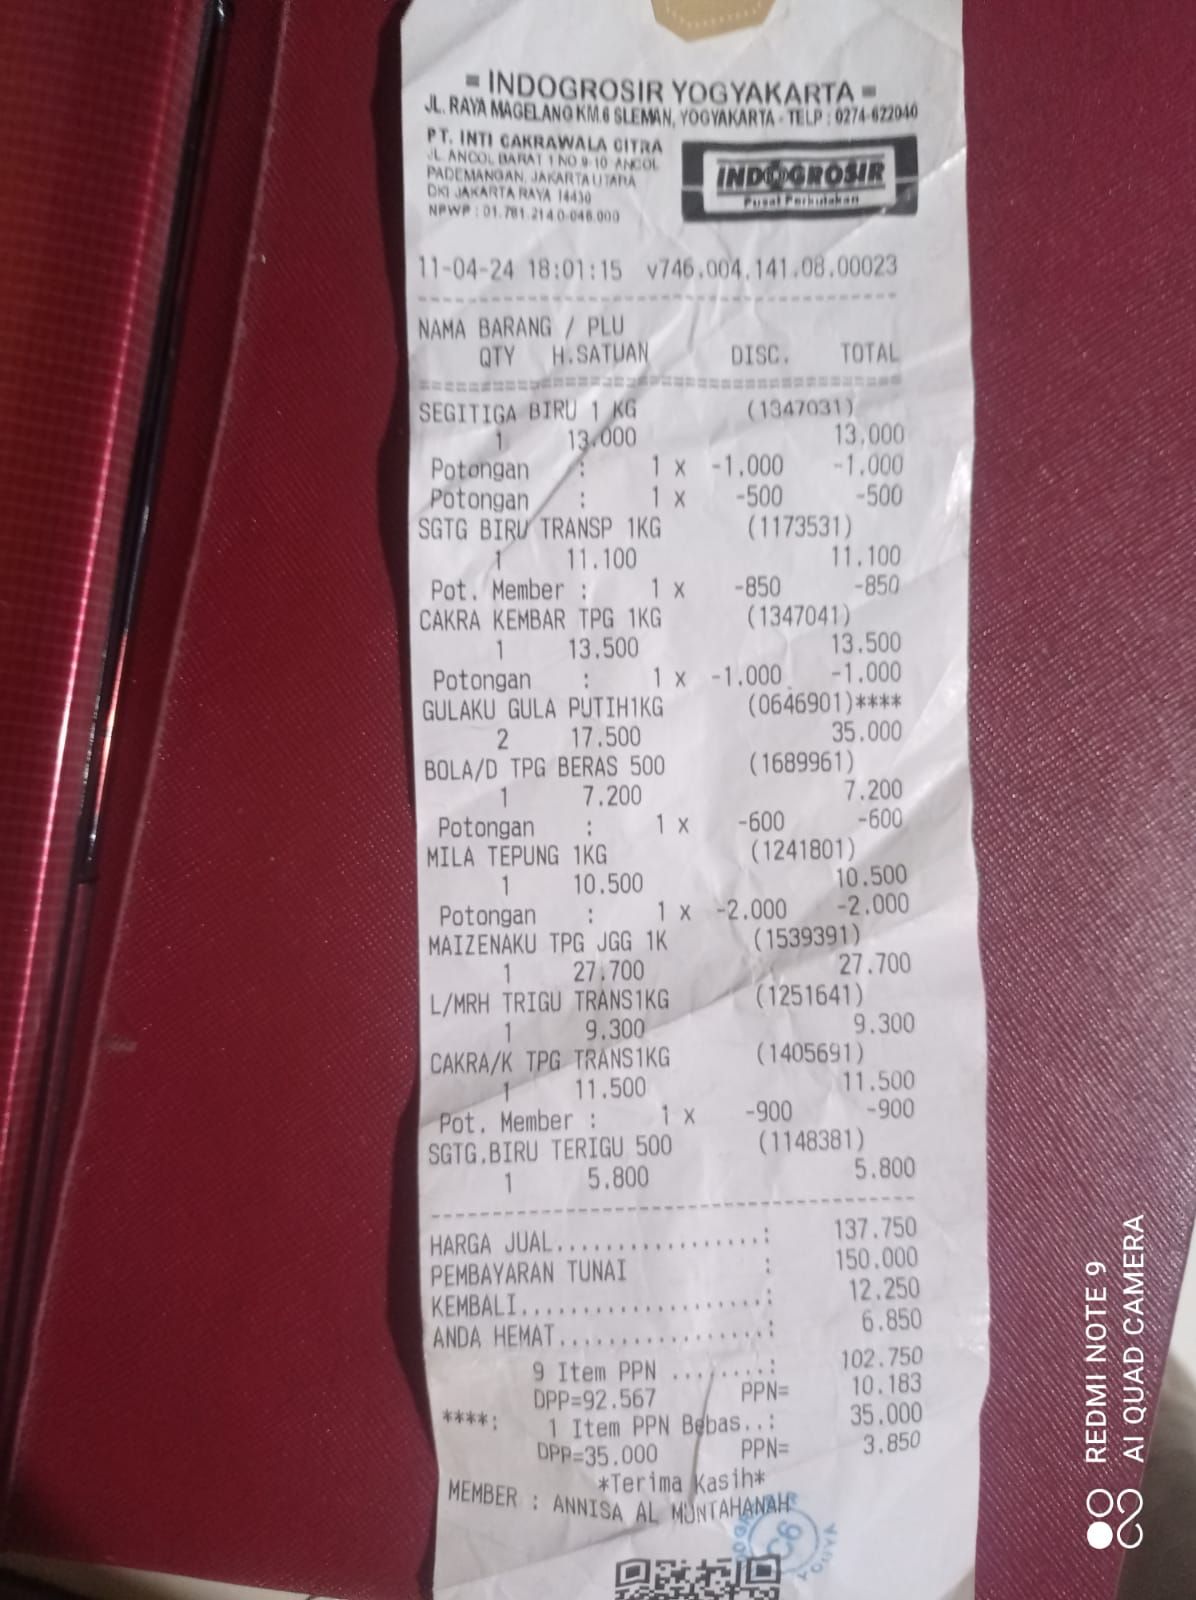 = INDOGROSIR YOGYAKARTA =
JL. RAYA MAGELANG KM.6 SLEMAN, YOGYAKARTA - TELP : 0274-622040
PT. INTI CAKRAWALA CITRA
JL. ANCOL BARAT 1 NO 9-10 ANCOL
PADEMANGAN, JAKARTA UTARA
DKI JAKARTA RAYA 14430
NPWP : 01.781.214.0-046.000
INDOGROSIR
Pusat Perkulakan
11-04-24 18:01:15 v746.004.141.08.00023
NAMA BARANG / PLU
QTY H.SATUAN DISC. TOTAL
SEGITIGA BIRU 1 KG (1347031)
1 13.000 13.000
Potongan : 1 x -1.000 -1.000
Potongan : 1 x -500 -500
SGTG BIRU TRANSP 1KG (1173531)
1 11.100 11.100
Pot. Member : 1 x -850 -850
CAKRA KEMBAR TPG 1KG (1347041)
1 13.500 13.500
Potongan : 1 x -1.000 -1.000
GULAKU GULA PUTIH1KG (0646901)****
2 17.500 35.000
BOLA/D TPG BERAS 500 (1689961)
1 7.200 7.200
Potongan : 1 x -600 -600
MILA TEPUNG 1KG (1241801)
1 10.500 10.500
Potongan : 1 x -2.000 -2.000
MAIZENAKU TPG JGG 1K (1539391)
1 27.700 27.700
L/MRH TRIGU TRANS1KG (1251641)
1 9.300 9.300
CAKRA/K TPG TRANS1KG (1405691)
1 11.500 11.500
Pot. Member : 1 x -900 -900
SGTG.BIRU TERIGU 500 (1148381)
1 5.800 5.800
HARGA JUAL.................: 137.750
PEMBAYARAN TUNAI : 150.000
KEMBALI....................: 12.250
ANDA HEMAT.................: 6.850
9 Item PPN ........: 102.750
DPP=92.567 PPN= 10.183
****: 1 Item PPN Bebas..: 35.000
DPP=35.000 PPN= 3.850
*Terima Kasih*
MEMBER : ANNISA AL MUNTAHANAH
REDMI NOTE 9
AI QUAD CAMERA